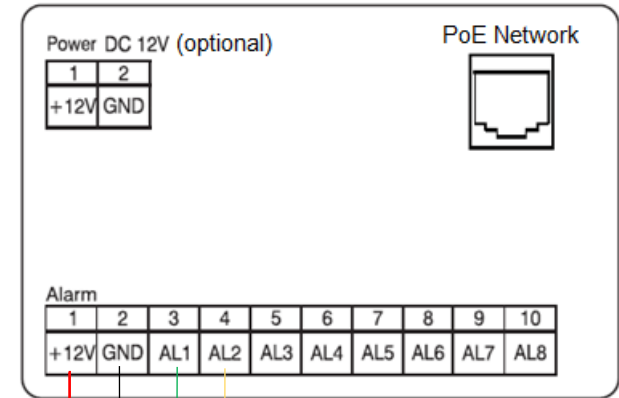 Power DC 12V (optional)
PoE Network
1 2
+12V GND
Alarm
1 2 3 4 5 6 7 8 9 10
+12V GND AL1 AL2 AL3 AL4 AL5 AL6 AL7 AL8